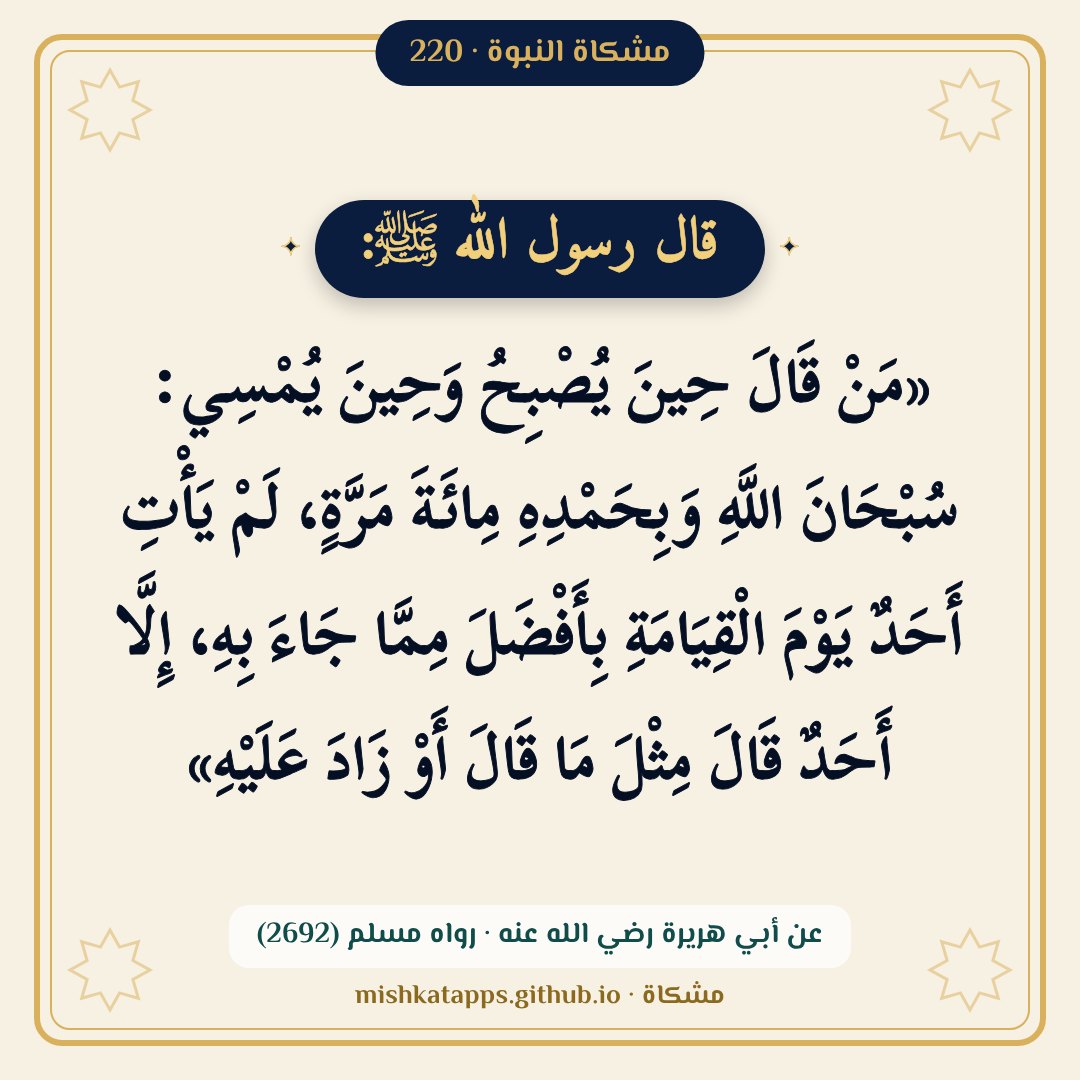 مشكاة النبوة · 220
قال رسول الله ﷺ:
«مَنْ قَالَ حِينَ يُصْبِحُ وَحِينَ يُمْسِي:
سُبْحَانَ اللَّهِ وَبِحَمْدِهِ مِائَةَ مَرَّةٍ، لَمْ يَأْتِ
أَحَدٌ يَوْمَ الْقِيَامَةِ بِأَفْضَلَ مِمَّا جَاءَ بِهِ، إِلَّا
أَحَدٌ قَالَ مِثْلَ مَا قَالَ أَوْ زَادَ عَلَيْهِ»
عن أبي هريرة رضي الله عنه · رواه مسلم (2692)
مشكاة · mishkatapps.github.io